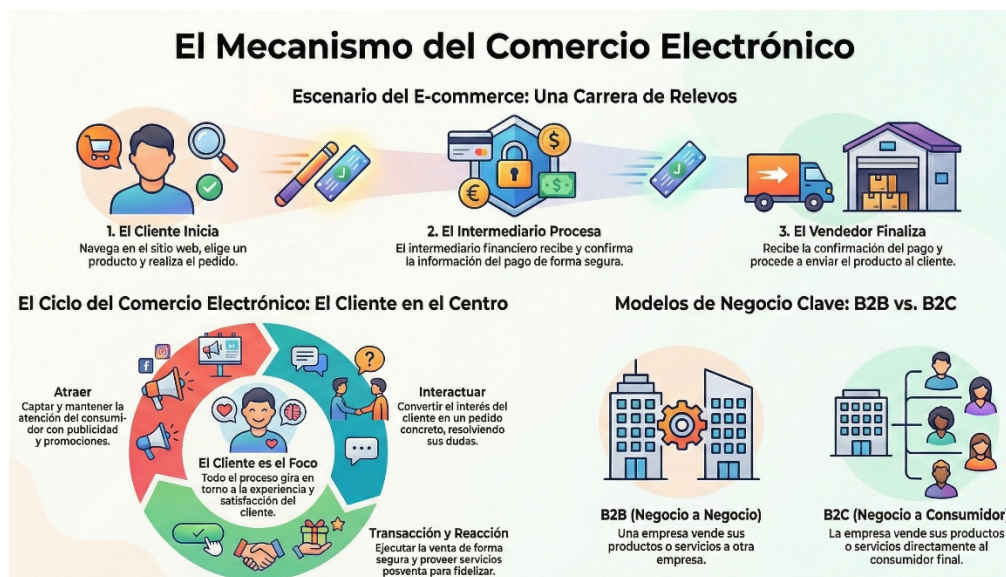 El Mecanismo del Comercio Electrónico
Escenario del E-commerce: Una Carrera de Relevos
1. El Cliente Inicia
Navega en el sitio web, elige un
producto y realiza el pedido.
2. El Intermediario Procesa
El intermediario financiero recibe y confirma
la información del pago de forma segura.
3. El Vendedor Finaliza
Recibe la confirmación del pago y
procede a enviar el producto al cliente.
El Ciclo del Comercio Electrónico: El Cliente en el Centro
Atraer
Captar y mantener la
atención del consumi-
dor con publicidad
y promociones.
Interactuar
Convertir el interés del
cliente en un pedido
concreto, resolviendo
sus dudas.
El Cliente es el Foco
Todo el proceso gira en
torno a la experiencia y
satisfacción del
cliente.
Transacción y Reacción
Ejecutar la venta de forma
segura y proveer servicios
posventa para fidelizar.
Modelos de Negocio Clave: B2B vs. B2C
B2B (Negocio a Negocio)
Una empresa vende sus
productos o servicios a otra
empresa.
B2C (Negocio a Consumidor)
La empresa vende sus productos
o servicios directamente al
consumidor final.